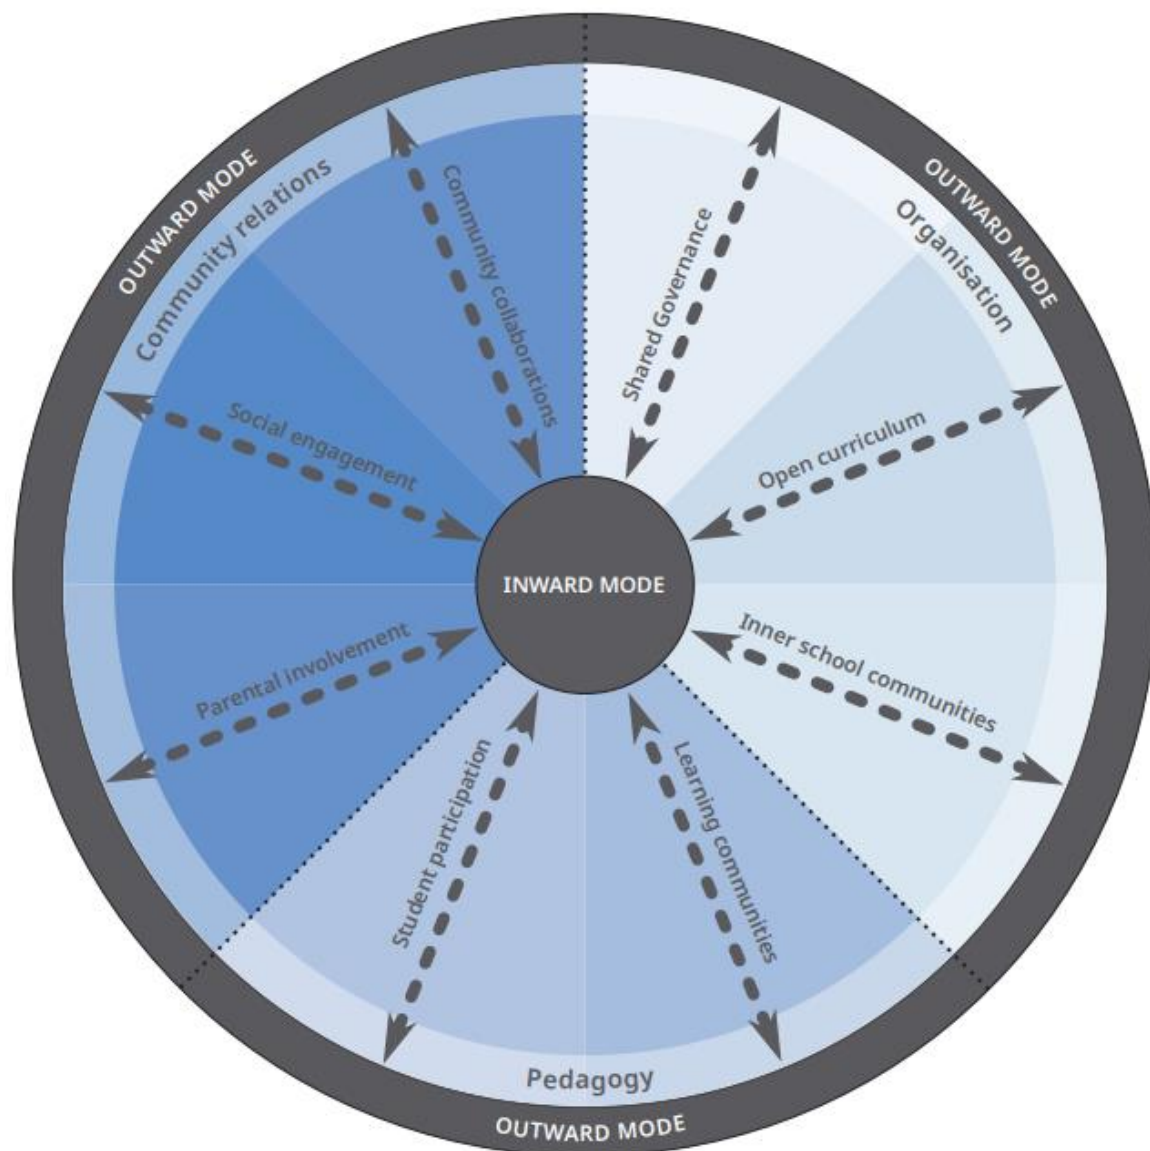 OUTWARD MODE
OUTWARD MODE
Community relations
Organisation
Community collaborations
Shared Governance
Social engagement
Open curriculum
INWARD MODE
Parental involvement
Inner school communities
Student participation
Learning communities
Pedagogy
OUTWARD MODE